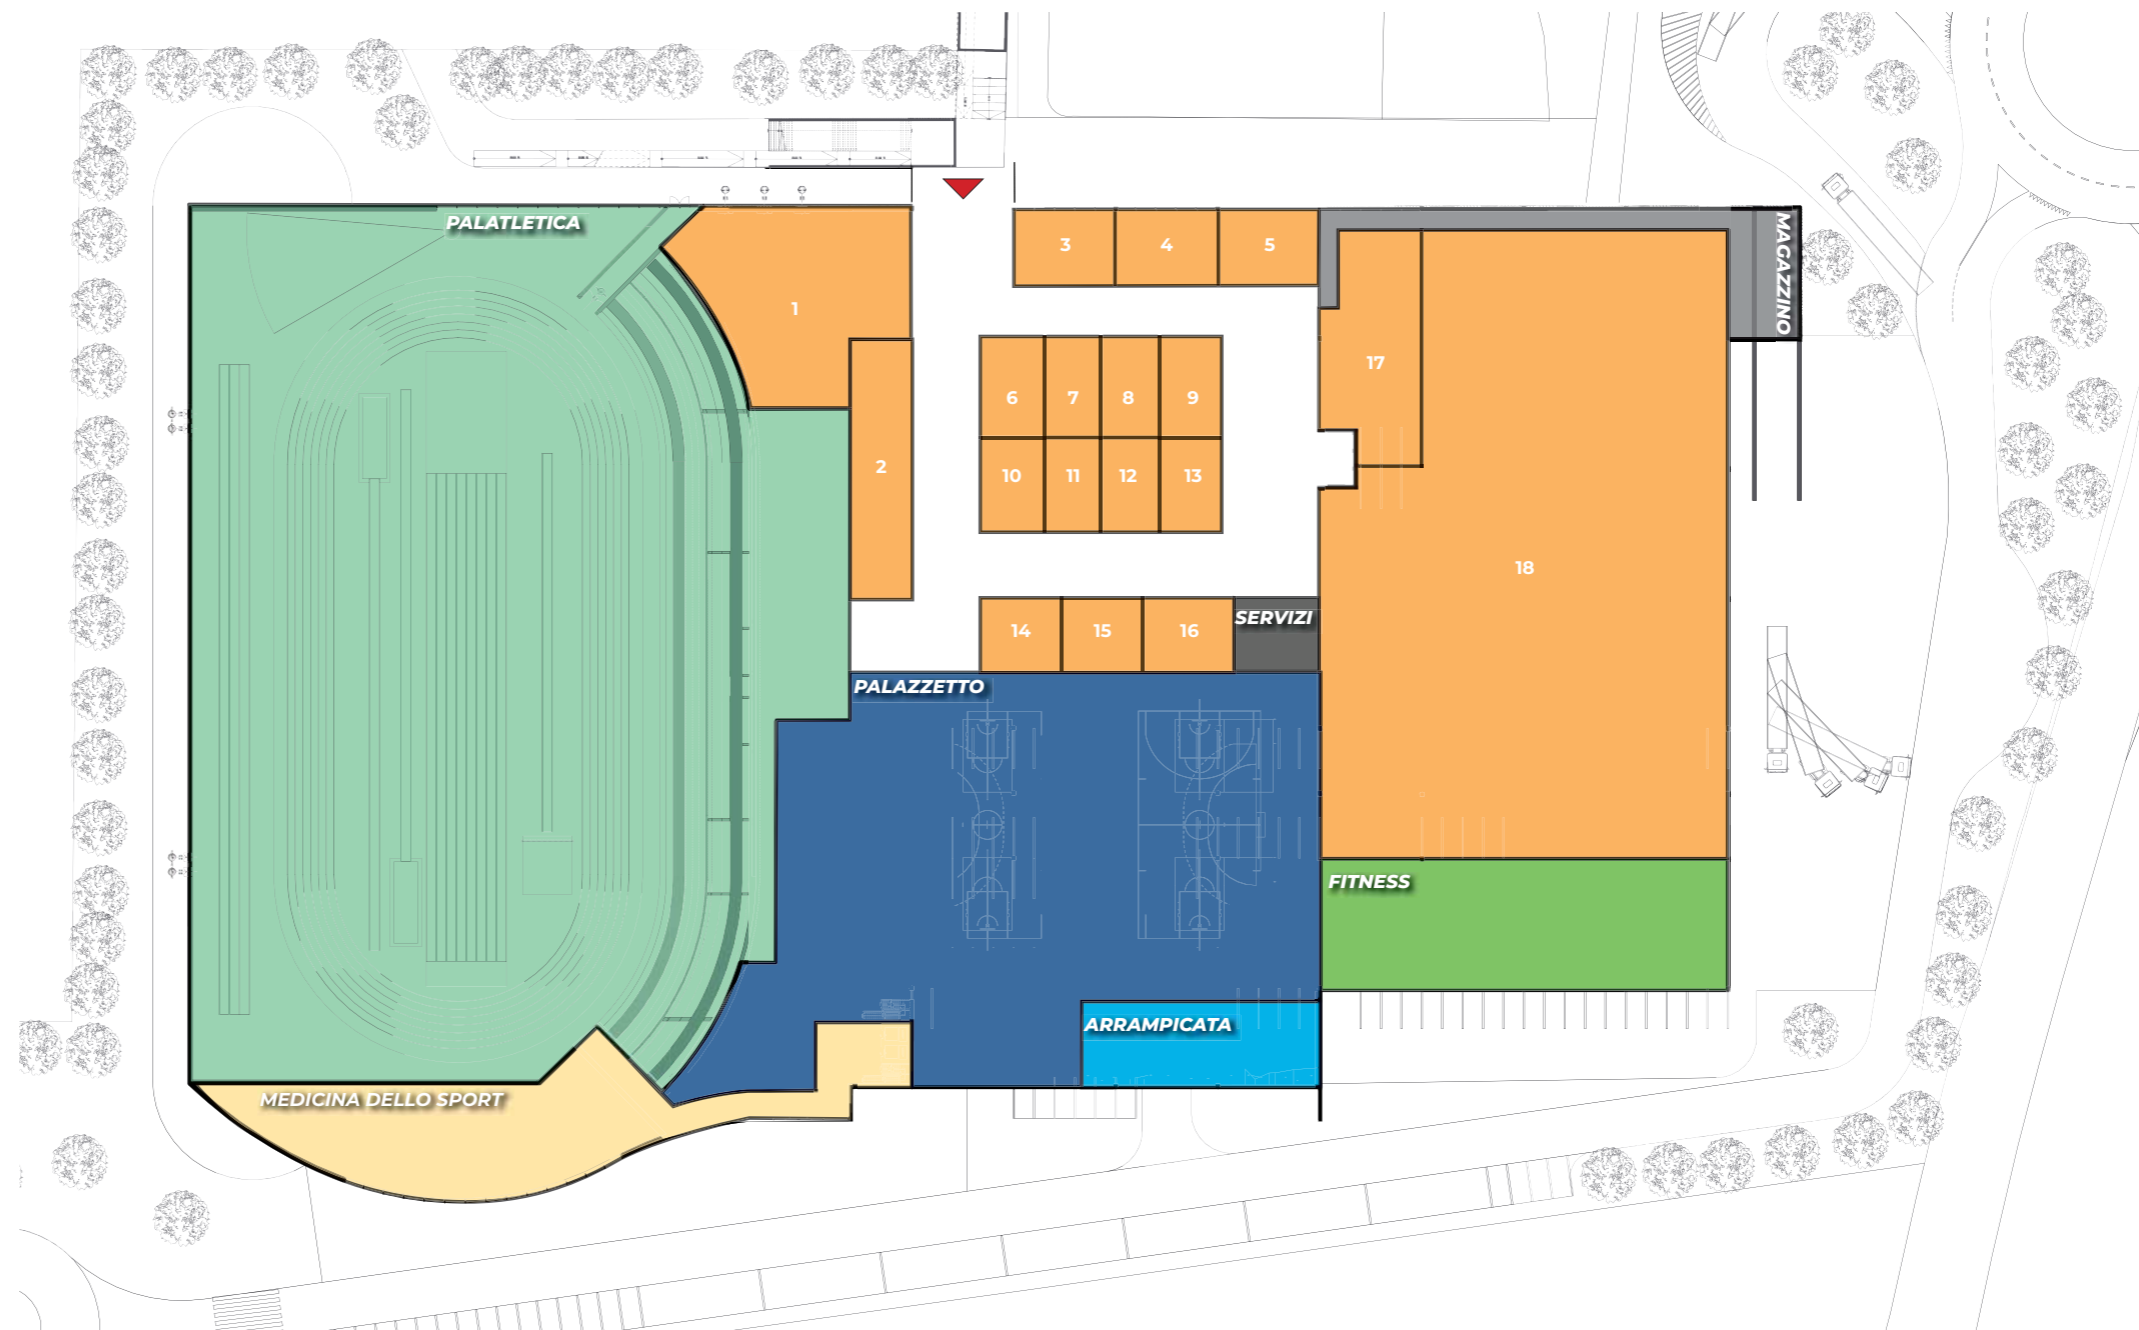 PALATLETICA
MAGAZZINO
3
4
5
1
17
6
7
8
9
2
10
11
12
13
18
14
15
16
SERVIZI
PALAZZETTO
FITNESS
ARRAMPICATA
MEDICINA DELLO SPORT